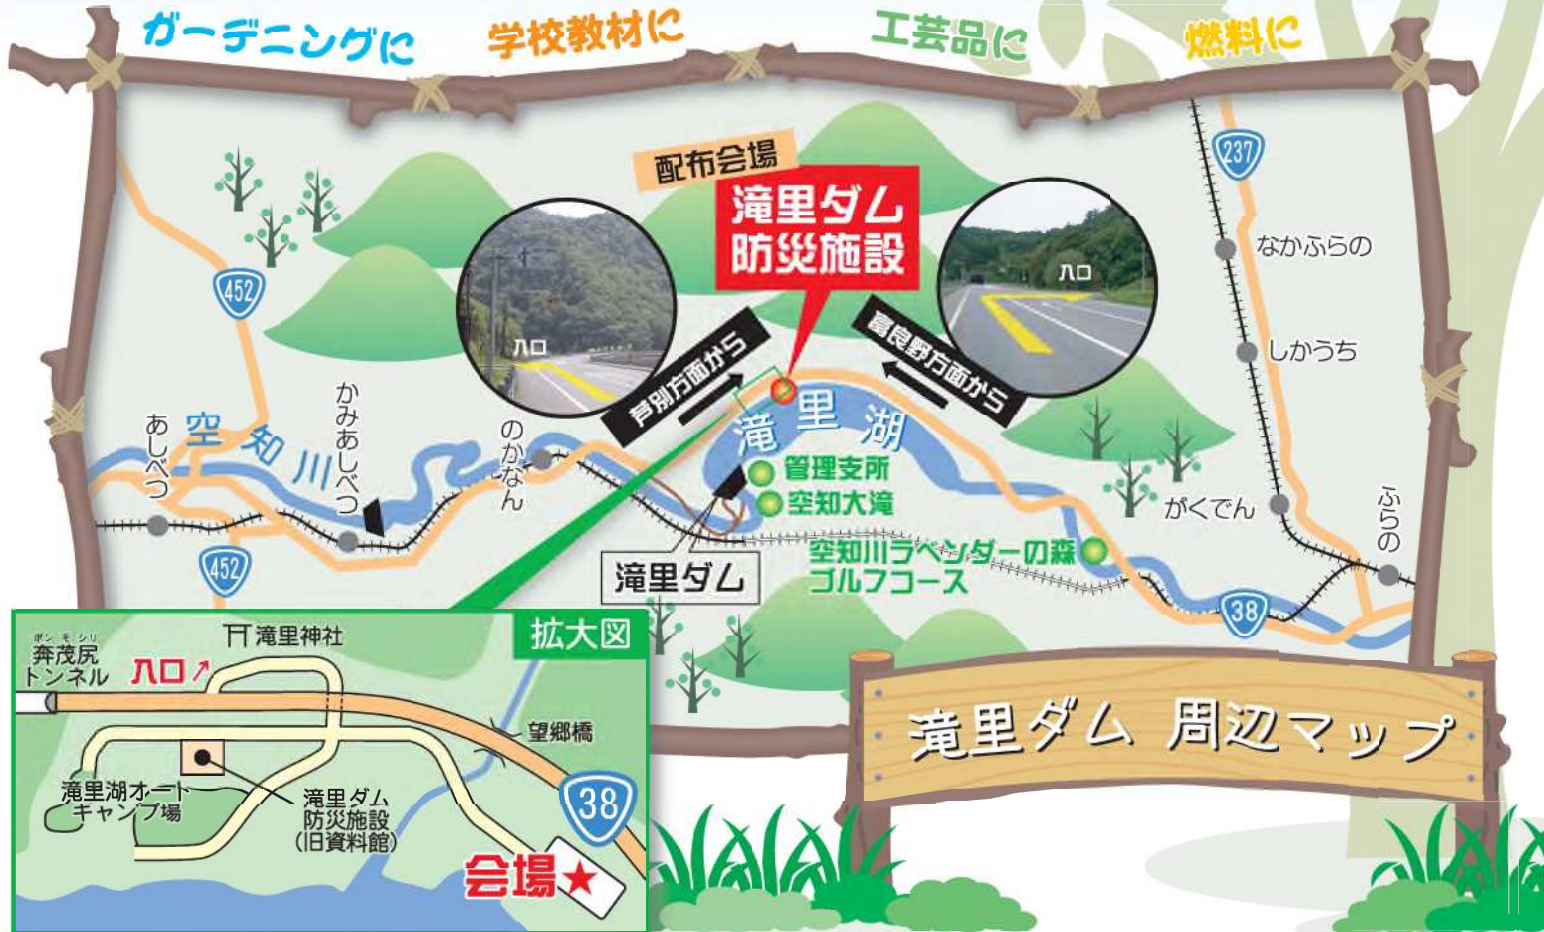 ガーデニングに
学校教材に
工芸品に
燃料に
配布会場
滝里ダム
防災施設
入口
入口
芦別方面から
富良野方面から
237
452
452
38
なかふらの
しかうち
がくでん
ふらの
あしべつ
かみあしべつ
のかなん
空知川
滝里湖
管理支所
空知大滝
滝里ダム
空知川ラベンダーの森
ゴルフコース
拡大図
ポンモシリ
奔茂尻
トンネル
入口
滝里神社
望郷橋
滝里湖オート
キャンプ場
滝里ダム
防災施設
(旧資料館)
38
会場★
滝里ダム 周辺マップ